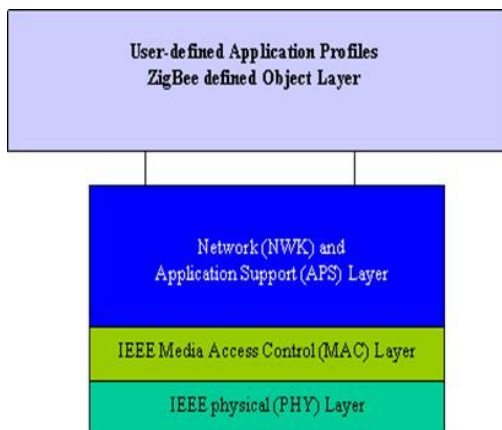 User-defined Application Profiles
ZigBee defined Object Layer
Network (NWK) and
Application Support (APS) Layer
IEEE Media Access Control (MAC) Layer
IEEE physical (PHY) Layer